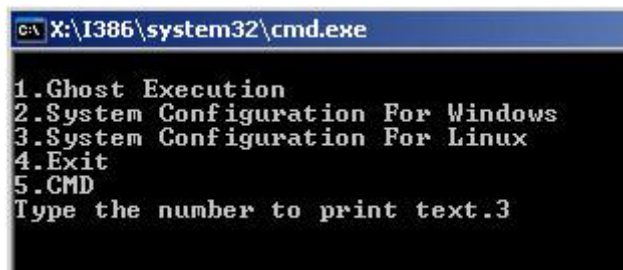 X:\I386\system32\cmd.exe
1.Ghost Execution
2.System Configuration For Windows
3.System Configuration For Linux
4.Exit
5.CMD
Type the number to print text.3